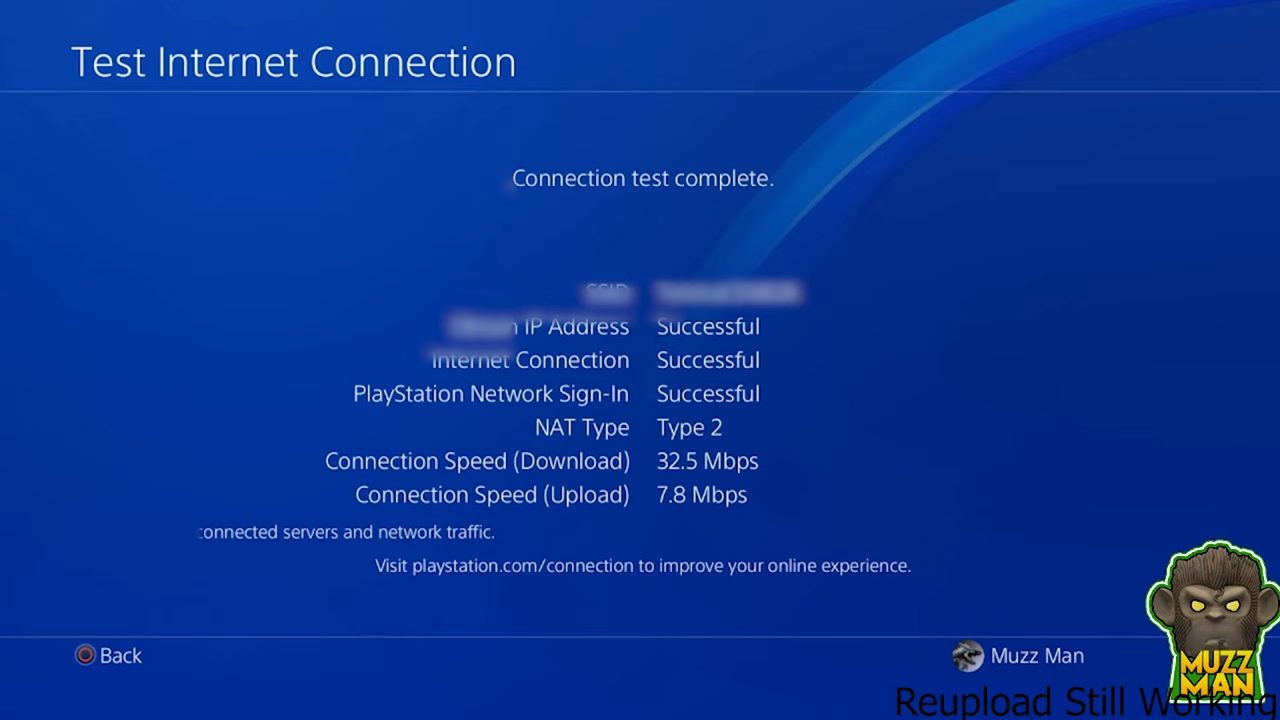 Test Internet Connection
Connection test complete.
IP Address Successful
Internet Connection Successful
PlayStation Network Sign-In Successful
NAT Type Type 2
Connection Speed (Download) 32.5 Mbps
Connection Speed (Upload) 7.8 Mbps
servers and network traffic.
Visit playstation.com/connection to improve your online experience.
Back
Muzz Man
MUZZ
MAN
Reupload Still Working